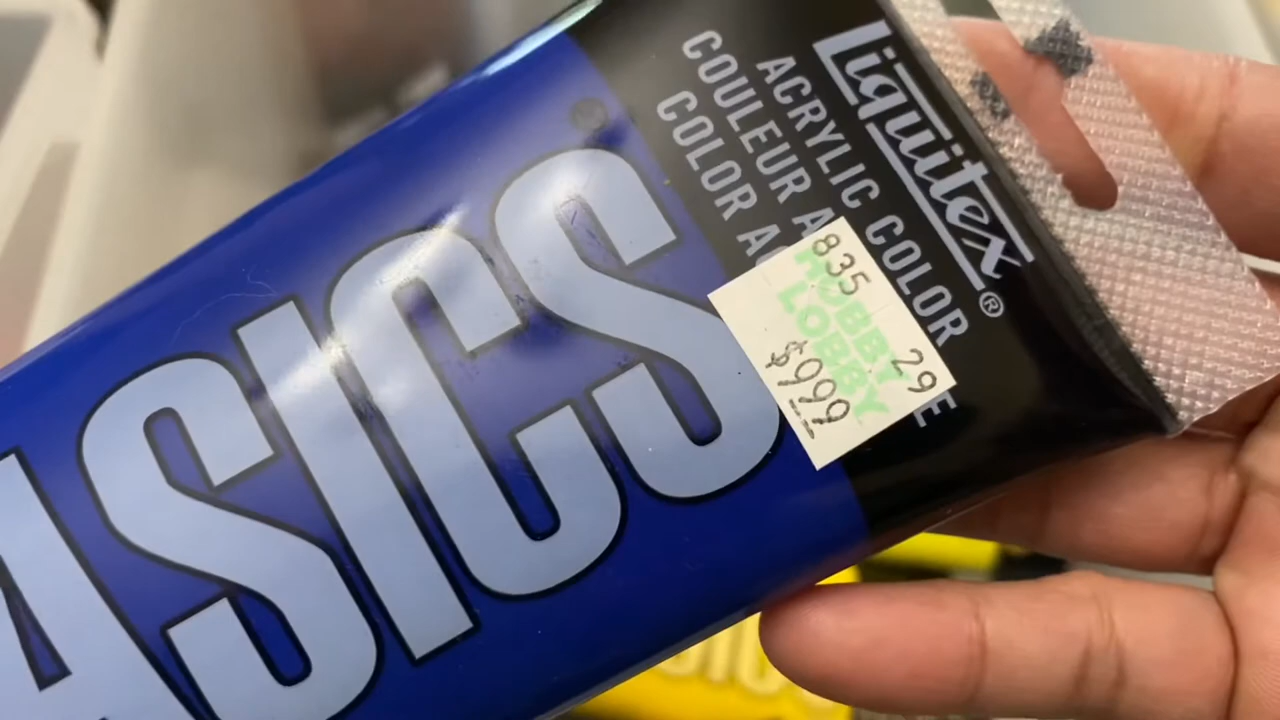 Liquitex®
ACRYLIC COLOR
COULEUR A
COLOR AC
E
835 29
HOBBY
LOBBY
$9.99
ASICS